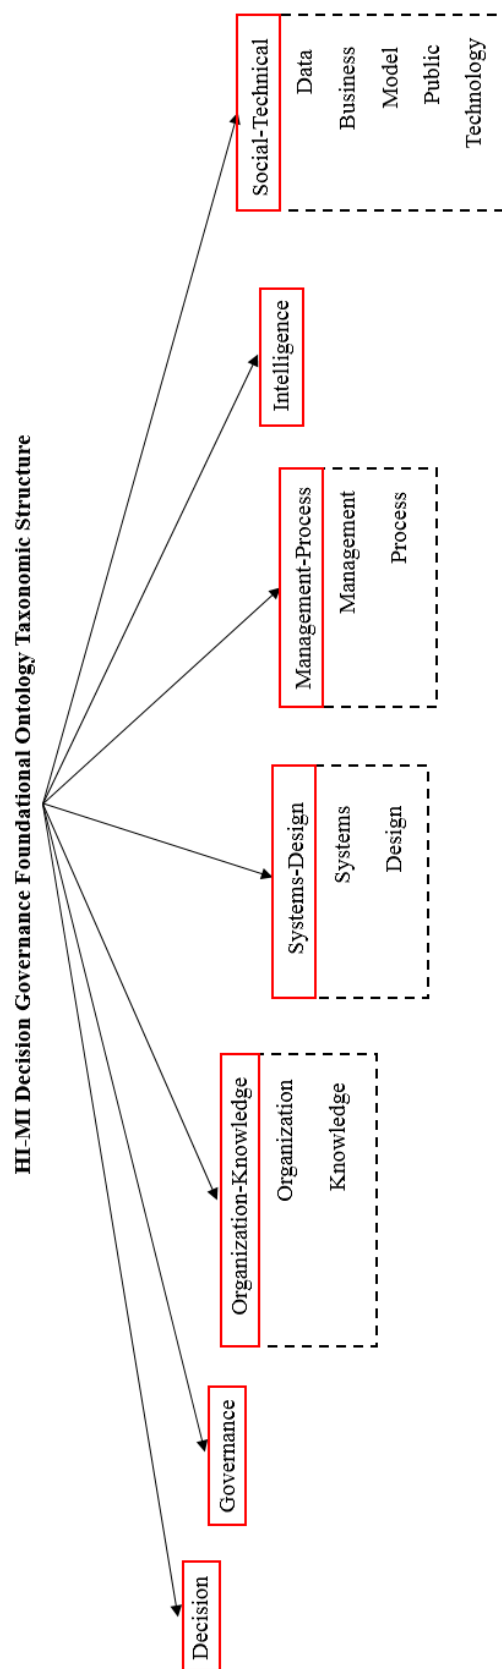 HI-MI Decision Governance Foundational Ontology Taxonomic Structure
Decision
Governance
Organization-Knowledge
Organization
Knowledge
Systems-Design
Systems
Design
Management-Process
Management
Process
Intelligence
Social-Technical
Data
Business
Model
Public
Technology